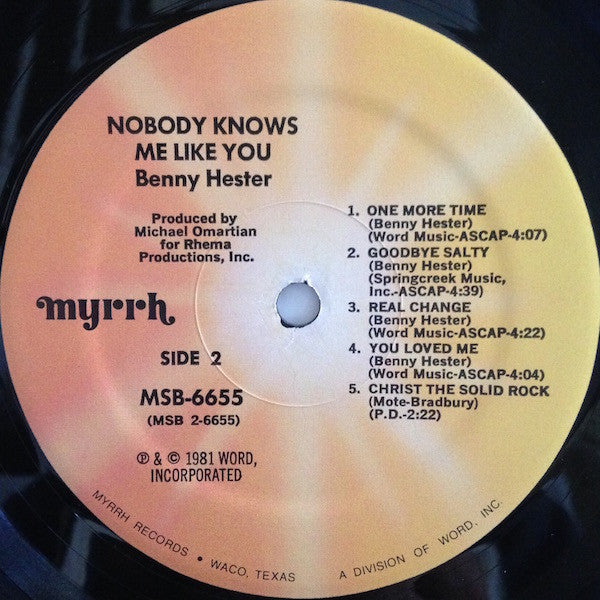 NOBODY KNOWS
ME LIKE YOU
Benny Hester
Produced by
Michael Omartian
for Rhema
Productions, Inc.
myrrh
SIDE 2
MSB-6655
(MSB 2-6655)
℗ & © 1981 WORD,
INCORPORATED
1. ONE MORE TIME
(Benny Hester)
(Word Music-ASCAP-4:07)
2. GOODBYE SALTY
(Benny Hester)
(Springcreek Music,
Inc.-ASCAP-4:39)
3. REAL CHANGE
(Benny Hester)
(Word Music-ASCAP-4:22)
4. YOU LOVED ME
(Benny Hester)
(Word Music-ASCAP-4:04)
5. CHRIST THE SOLID ROCK
(Mote-Bradbury)
(P.D.-2:22)
MYRRH RECORDS • WACO, TEXAS A DIVISION OF WORD, INC.